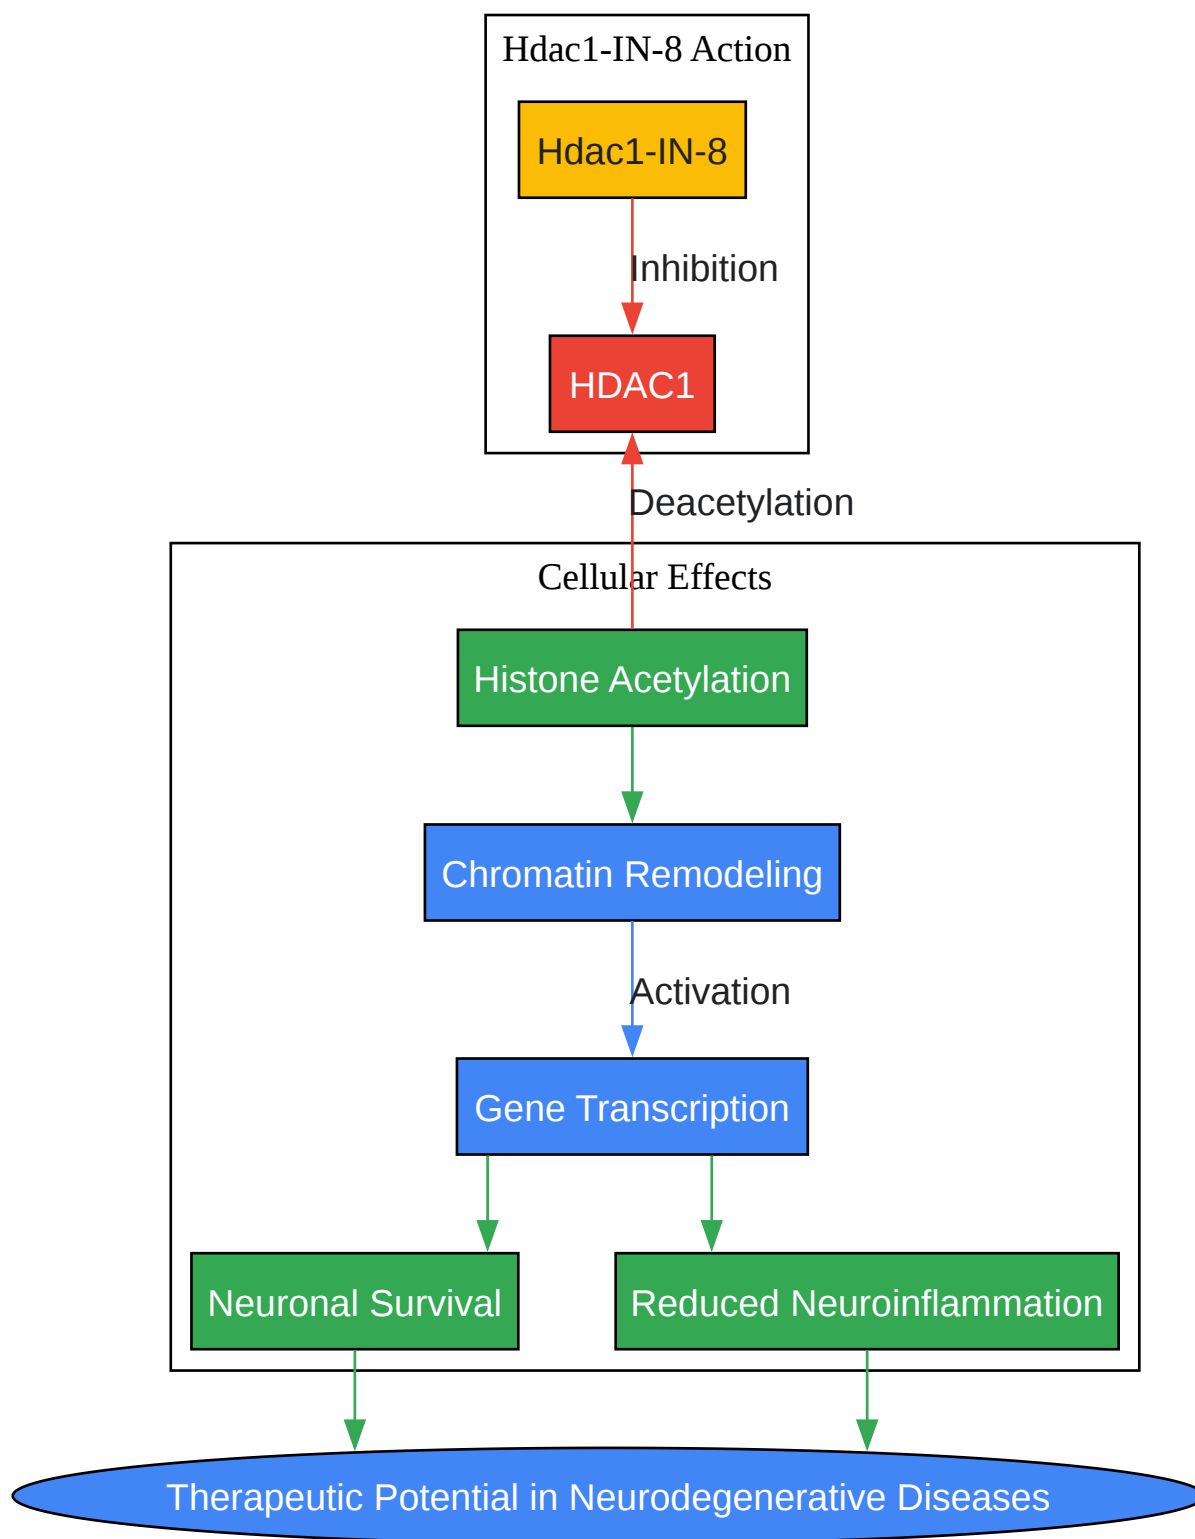 Hdac1-IN-8 Action
Hdac1-IN-8
Inhibition
HDAC1
Deacetylation
Cellular Effects
Histone Acetylation
Chromatin Remodeling
Activation
Gene Transcription
Neuronal Survival
Reduced Neuroinflammation
Therapeutic Potential in Neurodegenerative Diseases